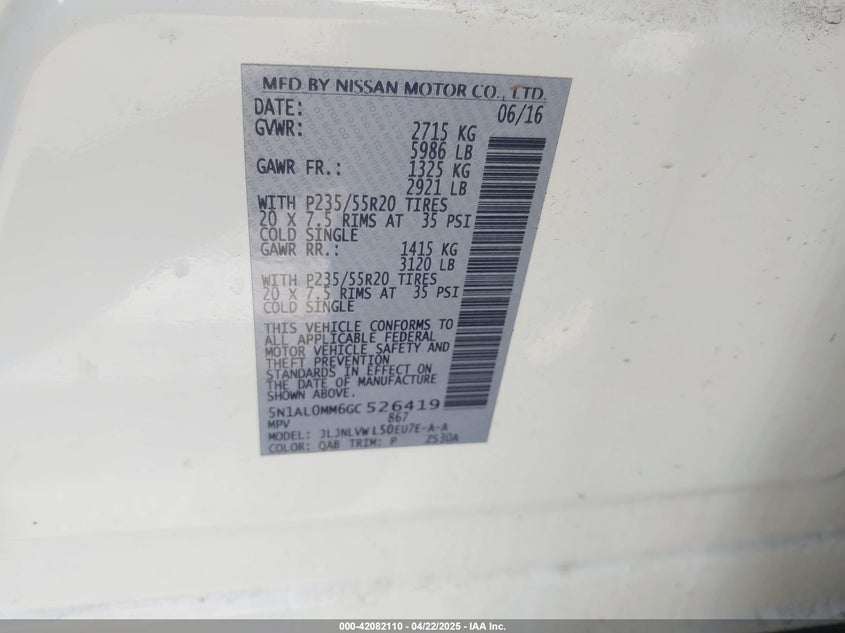 MFD BY NISSAN MOTOR CO., LTD.
DATE: 06/16
GVWR: 2715 KG
5986 LB
GAWR FR.: 1325 KG
2921 LB
WITH P235/55R20 TIRES
20 X 7.5 RIMS AT 35 PSI
COLD SINGLE
GAWR RR.: 1415 KG
3120 LB
WITH P235/55R20 TIRES
20 X 7.5 RIMS AT 35 PSI
COLD SINGLE
THIS VEHICLE CONFORMS TO
ALL APPLICABLE FEDERAL
MOTOR VEHICLE SAFETY AND
THEFT PREVENTION
STANDARDS IN EFFECT ON
THE DATE OF MANUFACTURE
SHOWN ABOVE.
5N1AL0MM6GC526419
MPV 867
MODEL: JLJNLVWL50EU7E-A-A
COLOR: QAB TRIM: P ZS30A
000-42082110 - 04/22/2025 - IAA Inc.